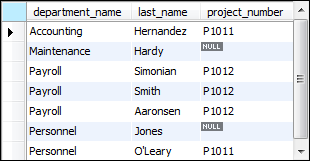 department_name last_name project_number
Accounting Hernandez P1011
Maintenance Hardy NULL
Payroll Simonian P1012
Payroll Smith P1012
Payroll Aaronsen P1012
Personnel Jones NULL
Personnel O'Leary P1011